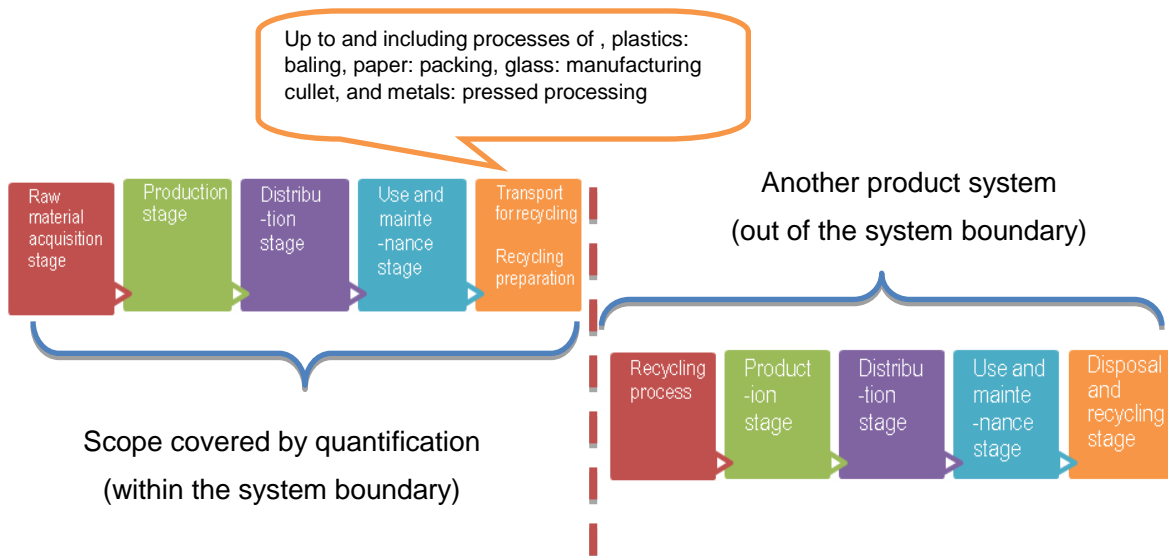 Up to and including processes of , plastics:
baling, paper: packing, glass: manufacturing
cullet, and metals: pressed processing
Raw
material
acquisition
stage
Production
stage
Distribu
-tion
stage
Use and
mainte
-nance
stage
Transport
for recycling
Recycling
preparation
Another product system
(out of the system boundary)
Scope covered by quantification
(within the system boundary)
Recycling
process
Product
-ion
stage
Distribu
-tion
stage
Use and
mainte
-nance
stage
Disposal
and
recycling
stage